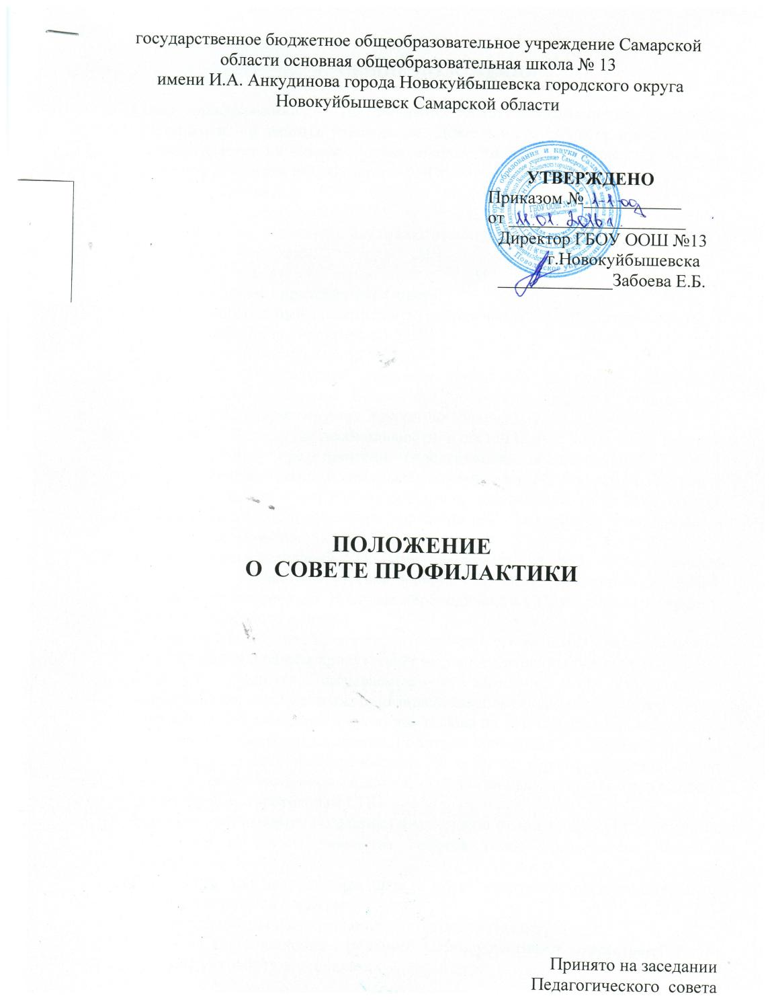 государственное бюджетное общеобразовательное учреждение Самарской
области основная общеобразовательная школа № 13
имени И.А. Анкудинова города Новокуйбышевска городского округа
Новокуйбышевск Самарской области
УТВЕРЖДЕНО
Приказом № 1-1-од
от 11.01. 2016 г.
Директор ГБОУ ООШ №13
г.Новокуйбышевска
Забоева Е.Б.
ПОЛОЖЕНИЕ
О СОВЕТЕ ПРОФИЛАКТИКИ
Принято на заседании
Педагогического совета